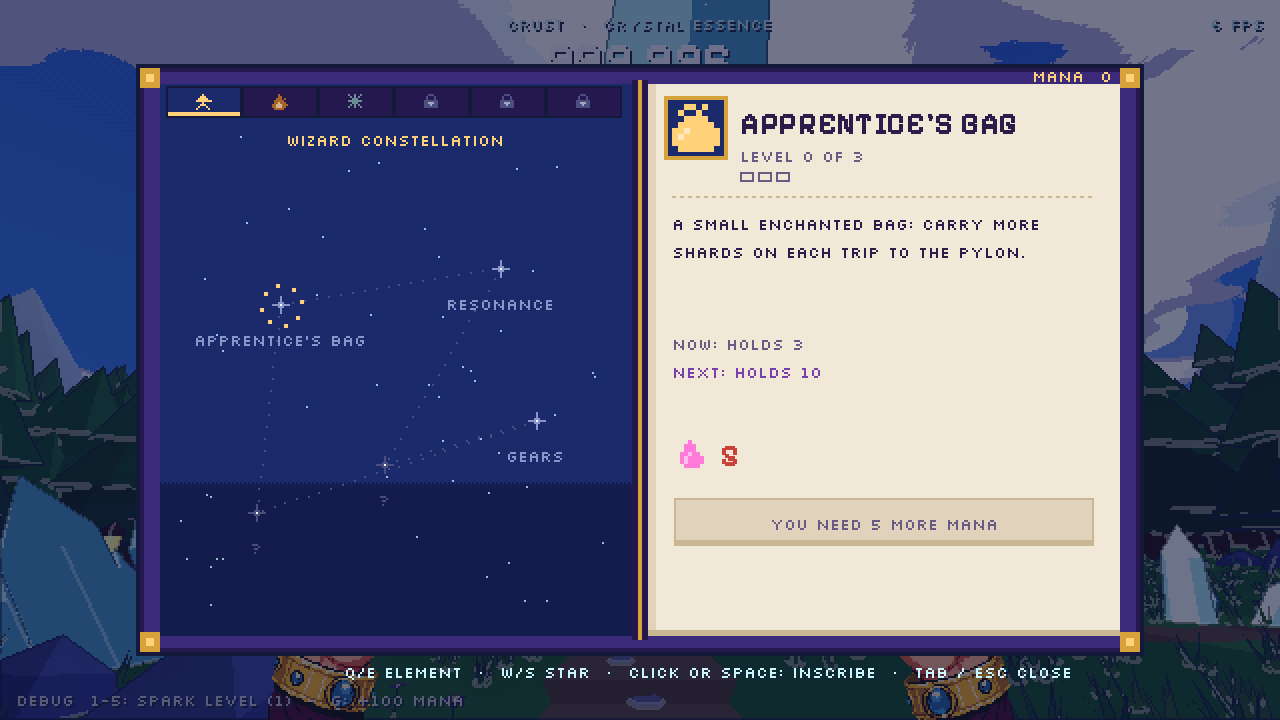 CRUST · CRYSTAL ESSENCE
6 FPS
MANA 0
WIZARD CONSTELLATION
RESONANCE
APPRENTICE'S BAG
GEARS
?
?
APPRENTICE'S BAG
LEVEL 0 OF 3
A SMALL ENCHANTED BAG: CARRY MORE
SHARDS ON EACH TRIP TO THE PYLON.
NOW: HOLDS 3
NEXT: HOLDS 10
5
YOU NEED 5 MORE MANA
Q/E ELEMENT · W/S STAR · CLICK OR SPACE: INSCRIBE · TAB / ESC CLOSE
DEBUG 1-5: SPARK LEVEL (1) · G: +100 MANA